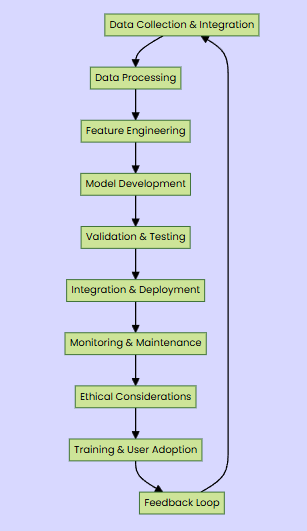 Data Collection & Integration
Data Processing
Feature Engineering
Model Development
Validation & Testing
Integration & Deployment
Monitoring & Maintenance
Ethical Considerations
Training & User Adoption
Feedback Loop